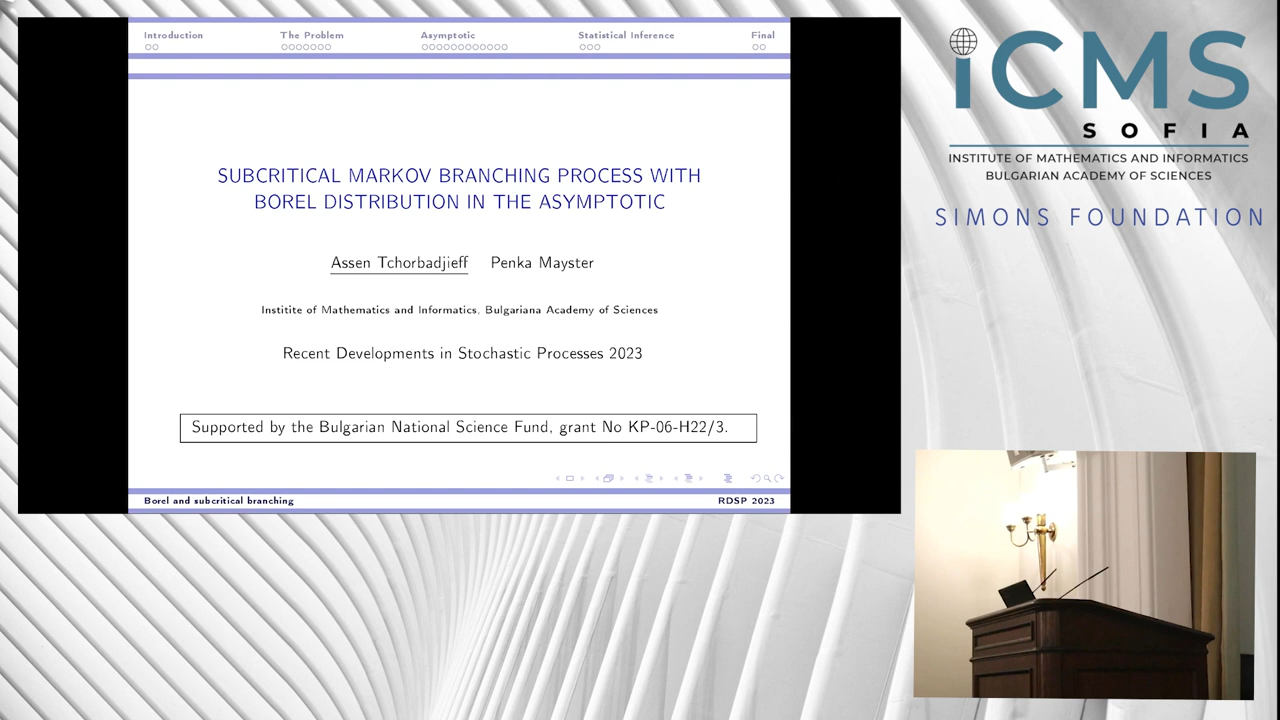 Introduction
The Problem
Asymptotic
Statistical Inference
Final
SUBCRITICAL MARKOV BRANCHING PROCESS WITH
BOREL DISTRIBUTION IN THE ASYMPTOTIC
Assen Tchorbadjieff Penka Mayster
Institite of Mathematics and Informatics, Bulgariana Academy of Sciences
Recent Developments in Stochastic Processes 2023
Supported by the Bulgarian National Science Fund, grant No KP-06-H22/3.
Borel and subcritical branching
RDSP 2023
iCMS
SOFIA
INSTITUTE OF MATHEMATICS AND INFORMATICS
BULGARIAN ACADEMY OF SCIENCES
SIMONS FOUNDATION